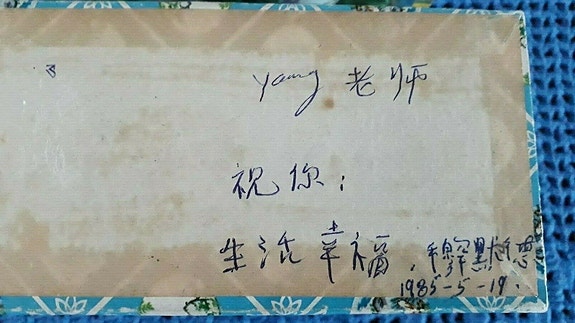 yang 老师
祝你:
生活幸福.
1985-5-19.